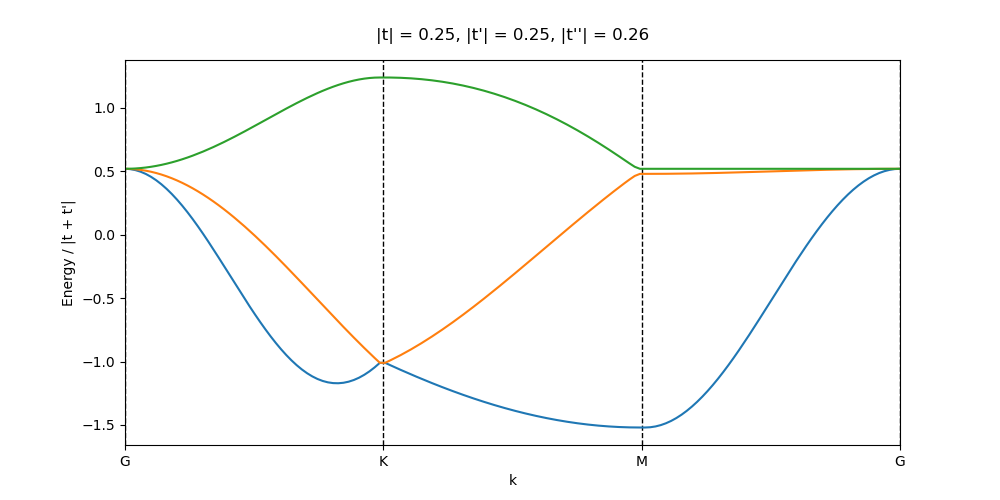 |t| = 0.25, |t'| = 0.25, |t''| = 0.26
Energy / |t + t'|
1.0
0.5
0.0
−0.5
−1.0
−1.5
G
K
M
G
k